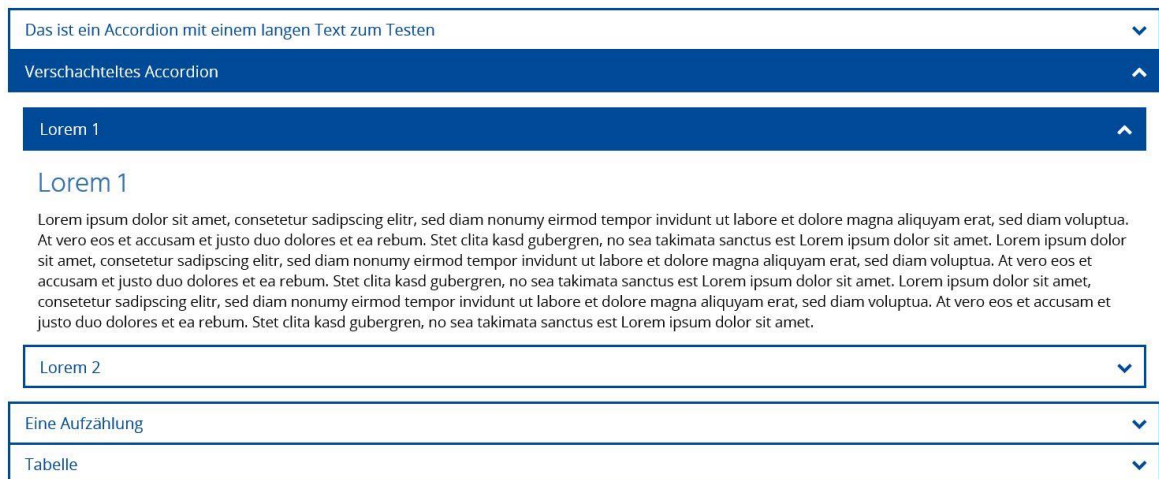 Das ist ein Accordion mit einem langen Text zum Testen
Verschachteltes Accordion
Lorem 1
Lorem 1
Lorem ipsum dolor sit amet, consetetur sadipscing elitr, sed diam nonumy eirmod tempor invidunt ut labore et dolore magna aliquyam erat, sed diam voluptua.
At vero eos et accusam et justo duo dolores et ea rebum. Stet clita kasd gubergren, no sea takimata sanctus est Lorem ipsum dolor sit amet. Lorem ipsum dolor
sit amet, consetetur sadipscing elitr, sed diam nonumy eirmod tempor invidunt ut labore et dolore magna aliquyam erat, sed diam voluptua. At vero eos et
accusam et justo duo dolores et ea rebum. Stet clita kasd gubergren, no sea takimata sanctus est Lorem ipsum dolor sit amet. Lorem ipsum dolor sit amet,
consetetur sadipscing elitr, sed diam nonumy eirmod tempor invidunt ut labore et dolore magna aliquyam erat, sed diam voluptua. At vero eos et accusam et
justo duo dolores et ea rebum. Stet clita kasd gubergren, no sea takimata sanctus est Lorem ipsum dolor sit amet.
Lorem 2
Eine Aufzählung
Tabelle